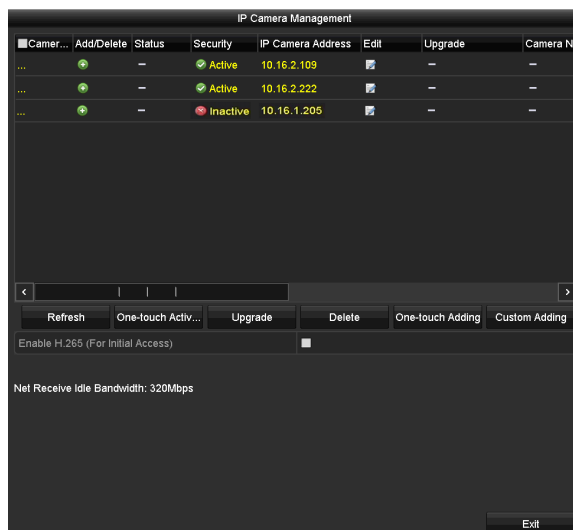 IP Camera Management
Camer... Add/Delete Status Security IP Camera Address Edit Upgrade Camera N
... – Active 10.16.2.109 – –
... – Active 10.16.2.222 – –
... – Inactive 10.16.1.205 – –
Refresh One-touch Activ... Upgrade Delete One-touch Adding Custom Adding
Enable H.265 (For Initial Access)
Net Receive Idle Bandwidth: 320Mbps
Exit